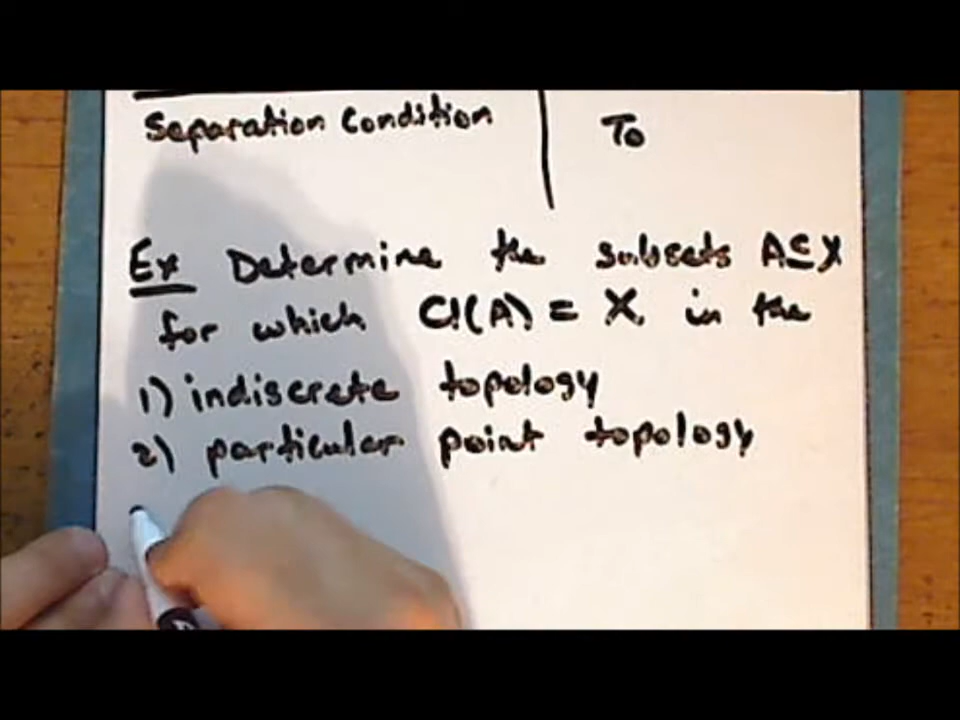 Separation Condition To
Ex Determine the subsets A⊆X
for which Cl(A) = X in the
1) indiscrete topology
2) particular point topology